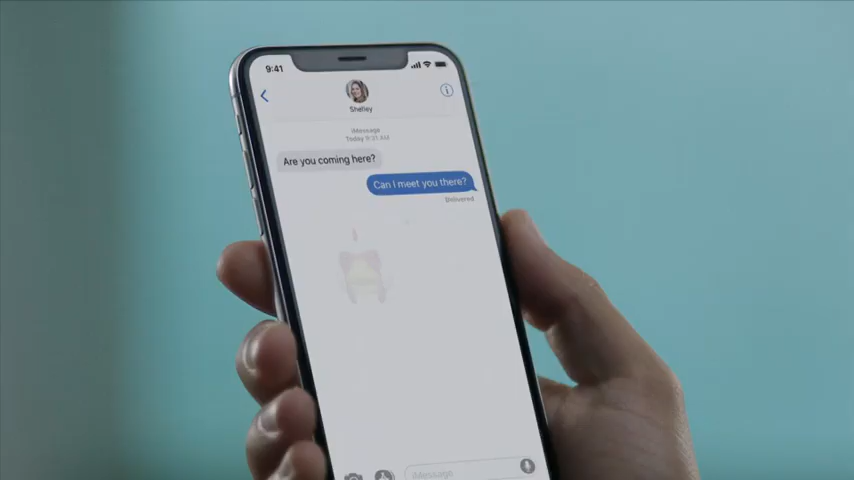 9:41
Shelley
iMessage
Today 9:31 AM
Are you coming here?
Can I meet you there?
Delivered
iMessage